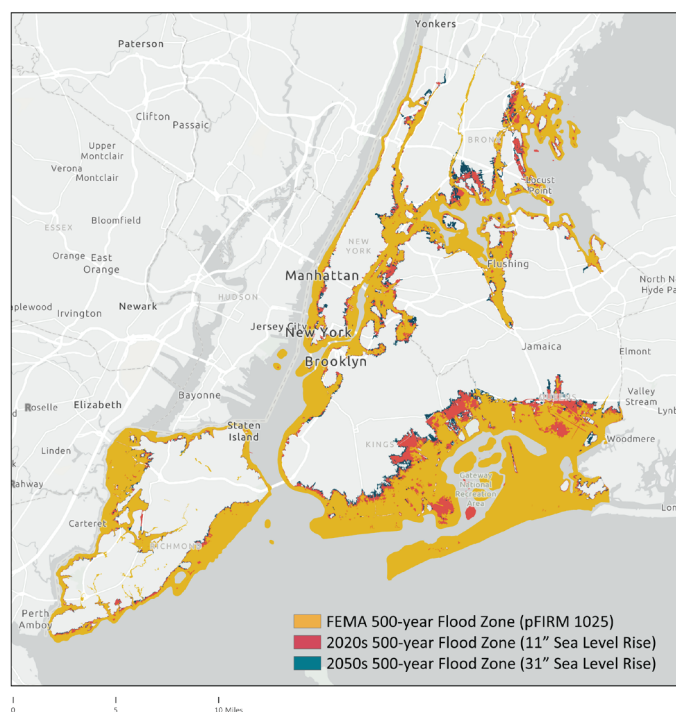 Yonkers
Paterson
Clifton
Passaic
Upper
Montclair
Verona
Montclair
BRONX
Locust
Point
ESSEX
Bloomfield
NEW
YORK
Orange East
Orange
Flushing
Manhattan
North Ne
Hyde Pa
HUDSON
aplewood
Newark
Irvington
Jersey City
New York
Jamaica
Elmont
Brooklyn
Bayonne
Valley
Stream
Roselle
Elizabeth
Lynb
Staten
Island
KINGS
Woodmere
Linden
Gateway
National
Recreation
Area
Rahway
Lon
Carteret
RICHMOND
Perth
Amboy
FEMA 500-year Flood Zone (pFIRM 1025)
2020s 500-year Flood Zone (11” Sea Level Rise)
2050s 500-year Flood Zone (31” Sea Level Rise)
0 5 10 Miles